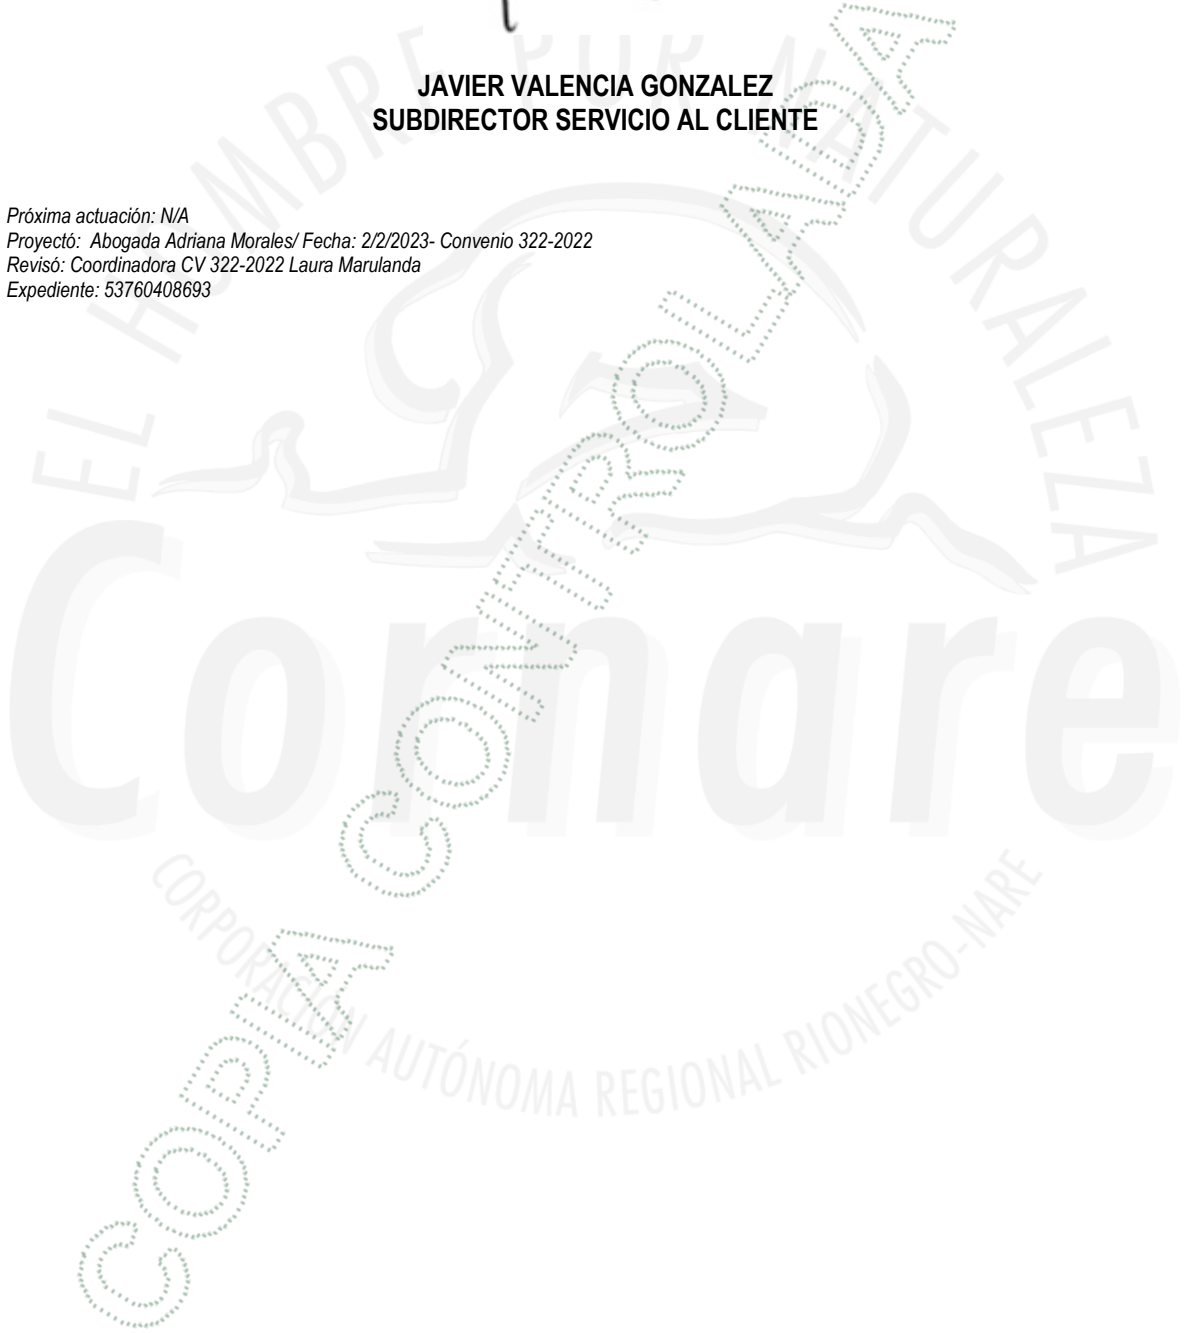 JAVIER VALENCIA GONZALEZ
SUBDIRECTOR SERVICIO AL CLIENTE
Próxima actuación: N/A
Proyectó: Abogada Adriana Morales/ Fecha: 2/2/2023- Convenio 322-2022
Revisó: Coordinadora CV 322-2022 Laura Marulanda
Expediente: 53760408693
EL HOMBRE POR NATURALEZA
Cornare
CORPORACIÓN AUTÓNOMA REGIONAL RIONEGRO-NARE
COPIA CONTROLADA